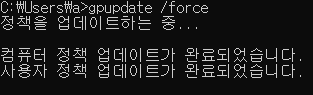 C:₩Users₩a>gpupdate /force
정책을 업데이트하는 중...
컴퓨터 정책 업데이트가 완료되었습니다.
사용자 정책 업데이트가 완료되었습니다.